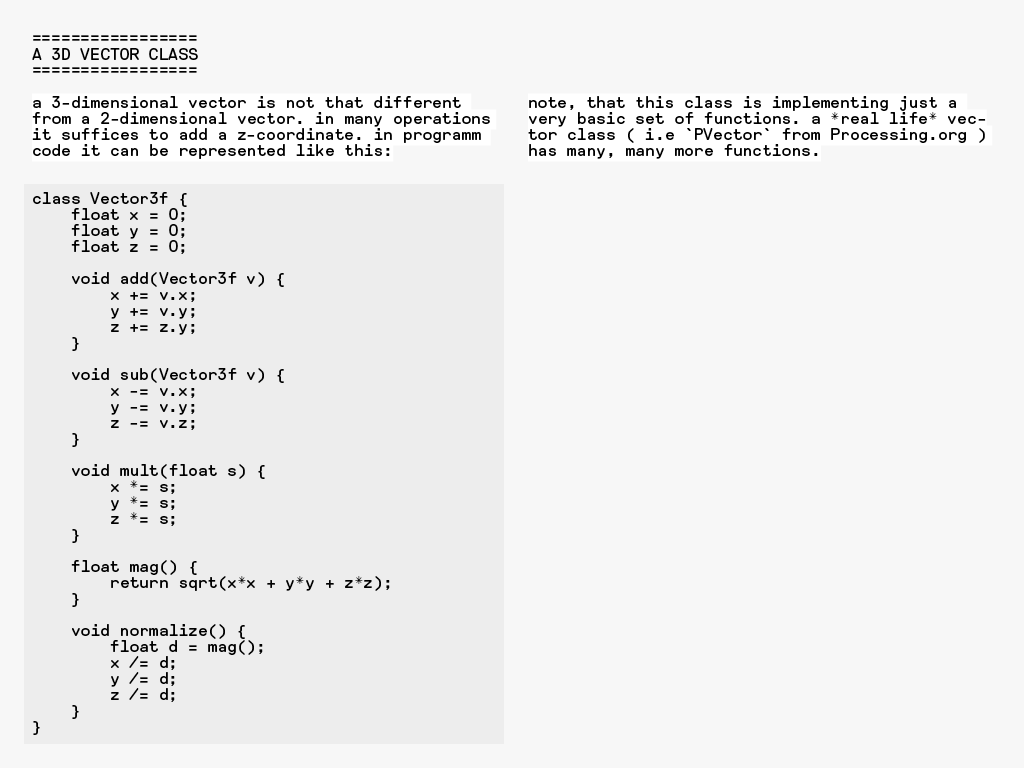 =================
A 3D VECTOR CLASS
=================
a 3-dimensional vector is not that different
from a 2-dimensional vector. in many operations
it suffices to add a z-coordinate. in programm
code it can be represented like this:
class Vector3f {
    float x = 0;
    float y = 0;
    float z = 0;

    void add(Vector3f v) {
        x += v.x;
        y += v.y;
        z += z.y;
    }

    void sub(Vector3f v) {
        x -= v.x;
        y -= v.y;
        z -= v.z;
    }

    void mult(float s) {
        x *= s;
        y *= s;
        z *= s;
    }

    float mag() {
        return sqrt(x*x + y*y + z*z);
    }

    void normalize() {
        float d = mag();
        x /= d;
        y /= d;
        z /= d;
    }
}
note, that this class is implementing just a
very basic set of functions. a *real life* vec-
tor class ( i.e `PVector` from Processing.org )
has many, many more functions.